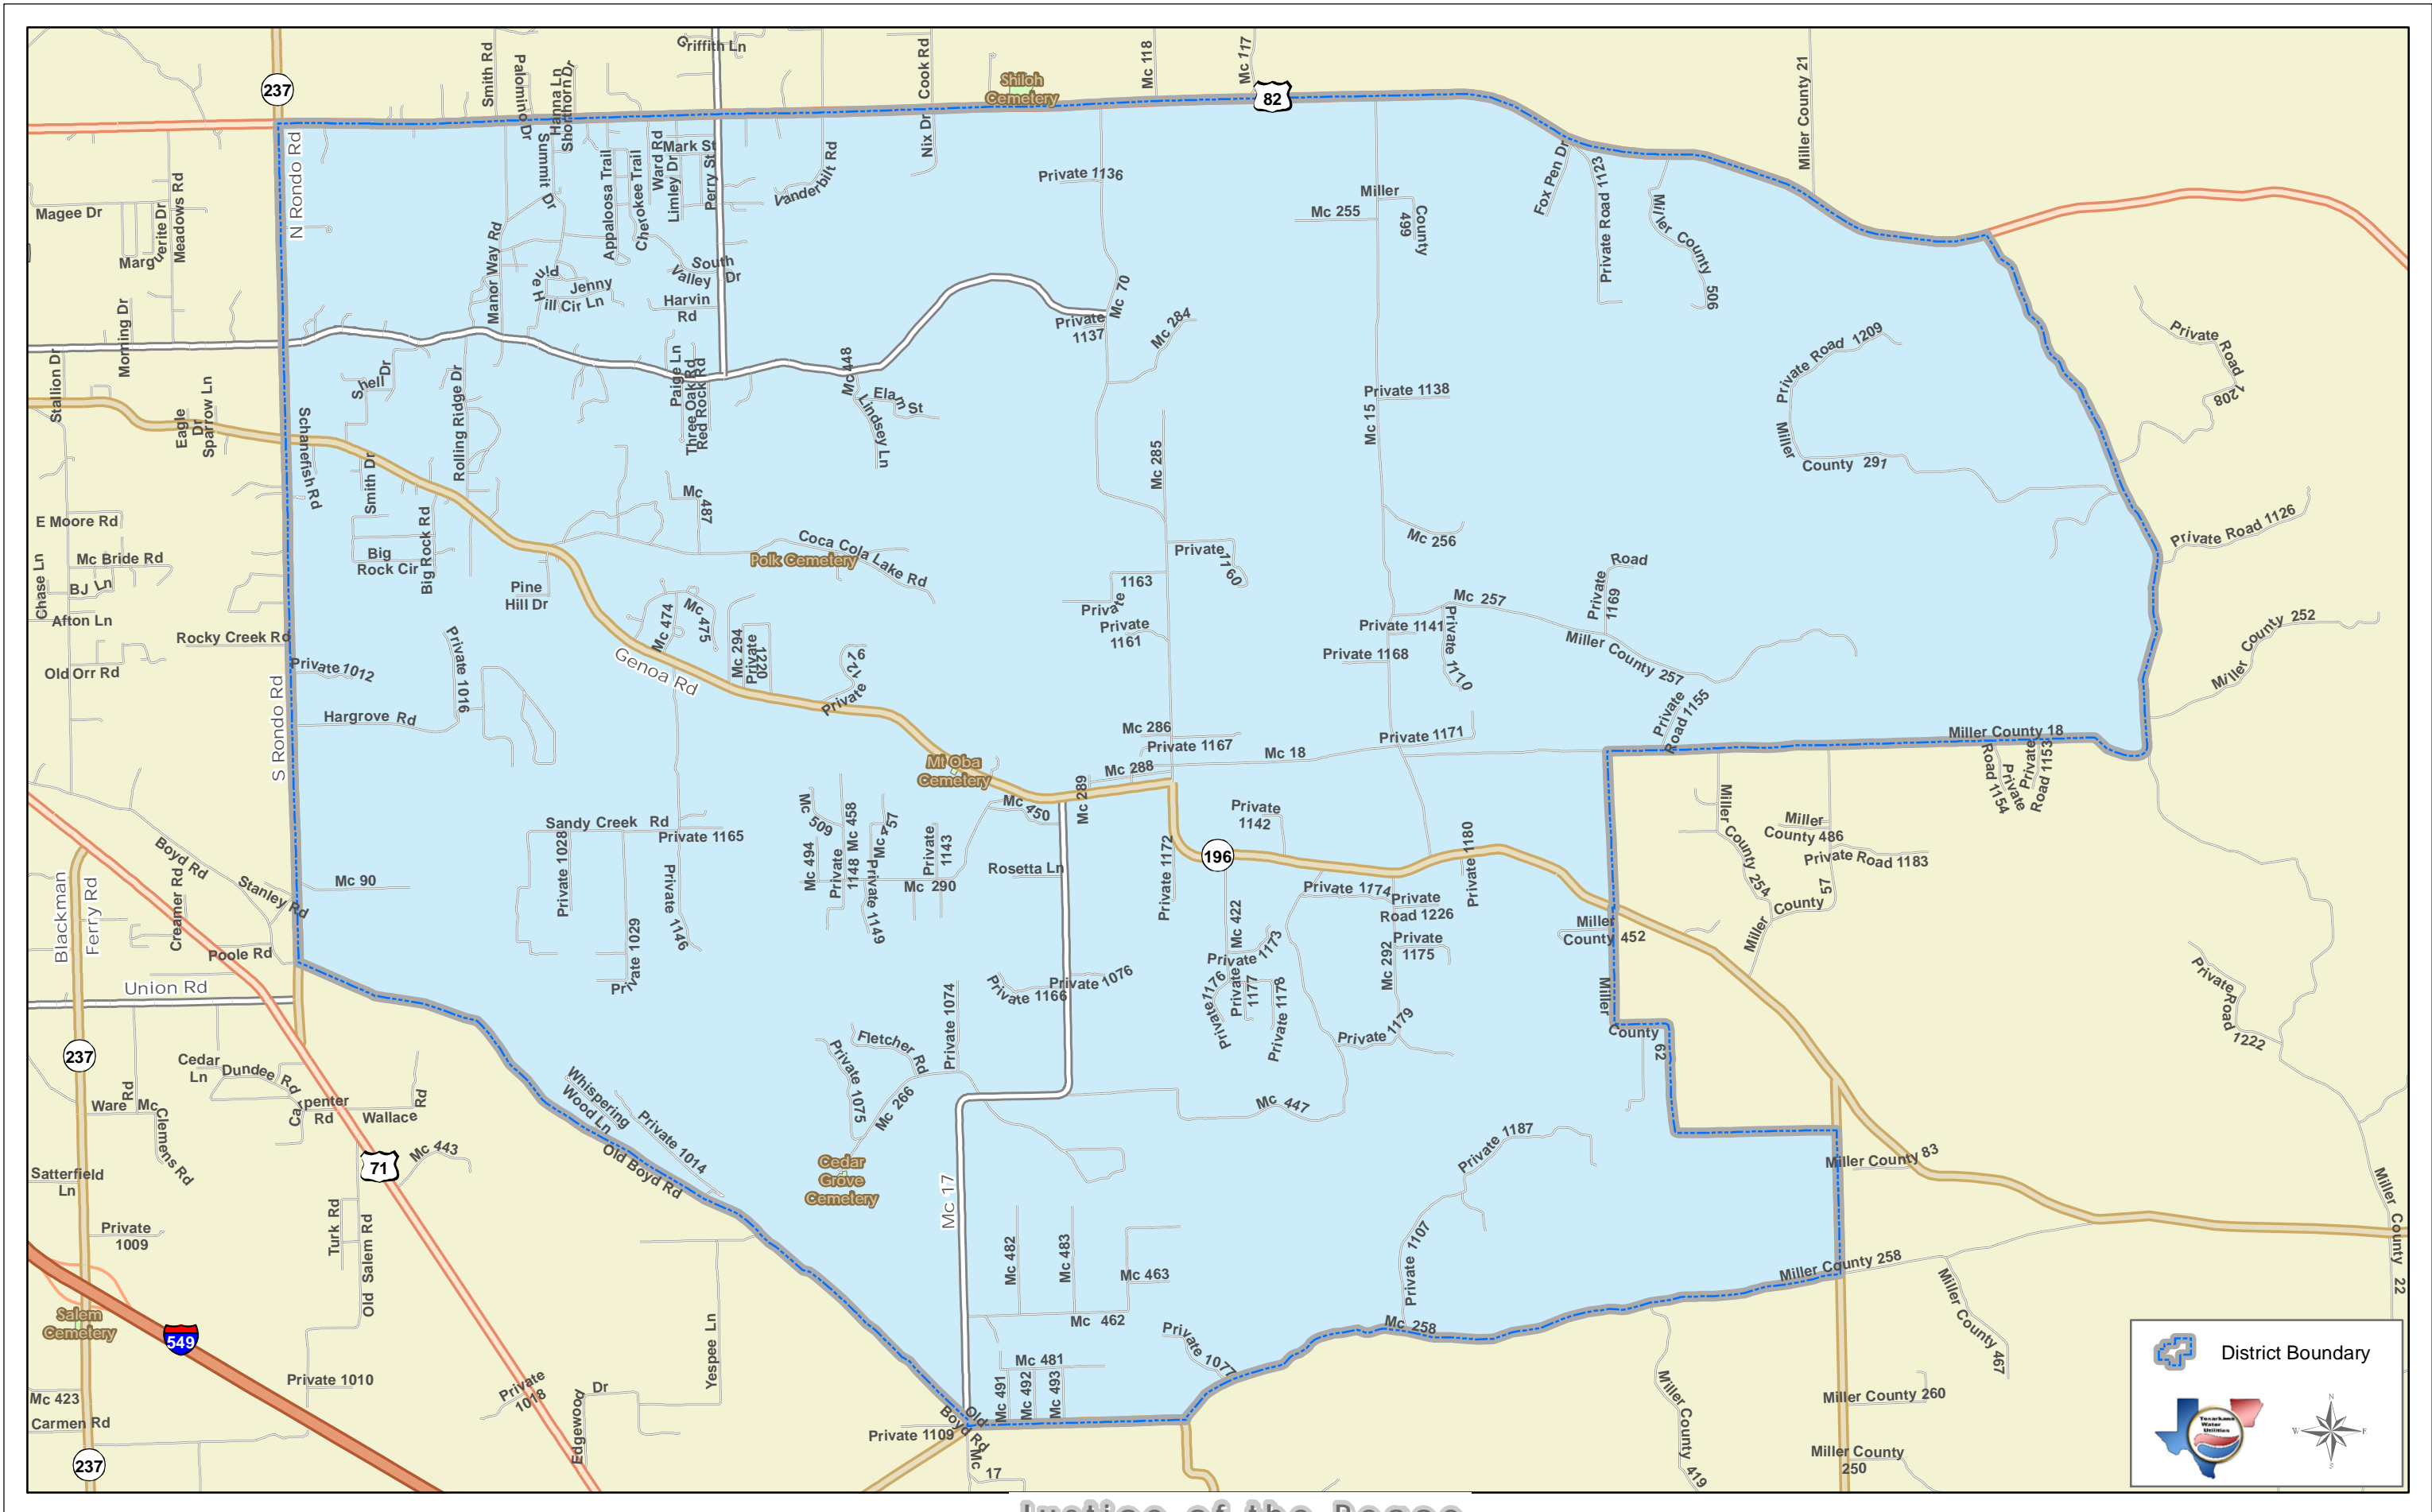 Griffith Ln
Smith Rd
Palomino Dr
Hanna Ln
Shorthorn Dr
Cook Rd
Shiloh
Cemetery
Mc 118
Mc 117
Miller County 21
237
82
N Rondo Rd
Summit Dr
Ward Rd
Mark St
Nix Dr
Fox Pen Dr
Private Road 1123
Magee Dr
Marguerite Dr
Meadows Rd
Appaloosa Trail
Cherokee Trail
Limley Dr
Perry St
Vanderbilt Rd
Private 1136
Miller
County
499
Mc 255
Miller County 506
Manor Way Rd
Pine Hill Cir Ln
Jenny
South
Valley Dr
Harvin
Rd
Mc 70
Private
1137
Mc 284
Morning Dr
Stallion Dr
Eagle
Dr
Sparrow Ln
Shell Dr
Rolling Ridge Dr
Paige Ln
Three Oak Rd
Red Rock Rd
Mc 448
Elam St
Lindsey Ln
Private 1138
Mc 15
Private Road 1209
Private Road 1208
Schanefish Rd
Smith Dr
Mc 285
Miller County 291
E Moore Rd
Mc 487
Big Rock Rd
Private Road 1126
Chase Ln
Mc Bride Rd
BJ Ln
Big
Rock Cir
Polk Cemetery
Coca Cola Lake Rd
Private 1160
Mc 256
Pine
Hill Dr
1163
Private
Private Road
1169
Afton Ln
Rocky Creek Rd
Mc 474
Mc 475
Mc 294
Private
1220
Private
1161
Mc 257
Private 1141
Private 1110
Miller County 257
Miller County 252
Old Orr Rd
Private 1012
Private 1016
Genoa Rd
Private 1216
Private 1168
S Rondo Rd
Hargrove Rd
Mc 286
Private 1167
Mc 18
Private 1171
Private
Road 1155
Miller County 18
Mt Oba
Cemetery
Mc 288
Mc 289
Private
Road 1154
Private
Road 1153
Boyd Rd
Sandy Creek Rd
Private 1165
Mc 509
Mc 458
Mc 457
Mc 450
Private
1142
196
Private 1180
Miller County 254
Miller
County 486
Private Road 1183
Stanley Rd
Mc 90
Private 1028
Mc 494
Private
1148
Private
1143
Private 1149
Mc 290
Rosetta Ln
Private 1172
Private 1174
Private
Road 1226
Miller County 57
Blackman
Ferry Rd
Creamer Rd
Poole Rd
Union Rd
Private 1146
Private 1029
Mc 422
Private 1173
Mc 292
Private
1175
Miller
County 452
Private 1074
Private 1166
Private 1076
Private 1176
Private
1177
Private 1178
Private 1179
Miller
County 62
Private Road 1222
237
Cedar
Ln
Dundee Rd
Ware Rd
Mc Clemens Rd
Carpenter
Rd
Wallace Rd
Mc 443
71
Whispering
Wood Ln
Private 1014
Old Boyd Rd
Fletcher Rd
Private 1075
Mc 266
Cedar
Grove
Cemetery
Mc 447
Private 1187
Miller County 83
Satterfield
Ln
Private
1009
Turk Rd
Old Salem Rd
Mc 17
Mc 482
Mc 483
Mc 463
Mc 462
Private 1107
Miller County 258
Miller County 22
Salem
Cemetery
549
Yespee Ln
Mc 258
Private 1077
Miller County 467
Private 1010
Private
1018
Edgewood Dr
Mc 481
Mc 491
Mc 492
Mc 493
Miller County 419
Miller County 260
Mc 423
Carmen Rd
237
Private 1109
Old
Boyd Rd
Mc 17
Miller County
250
District Boundary
Texarkana
Water
Utilities
N
W
E
S
Justice of the Peace